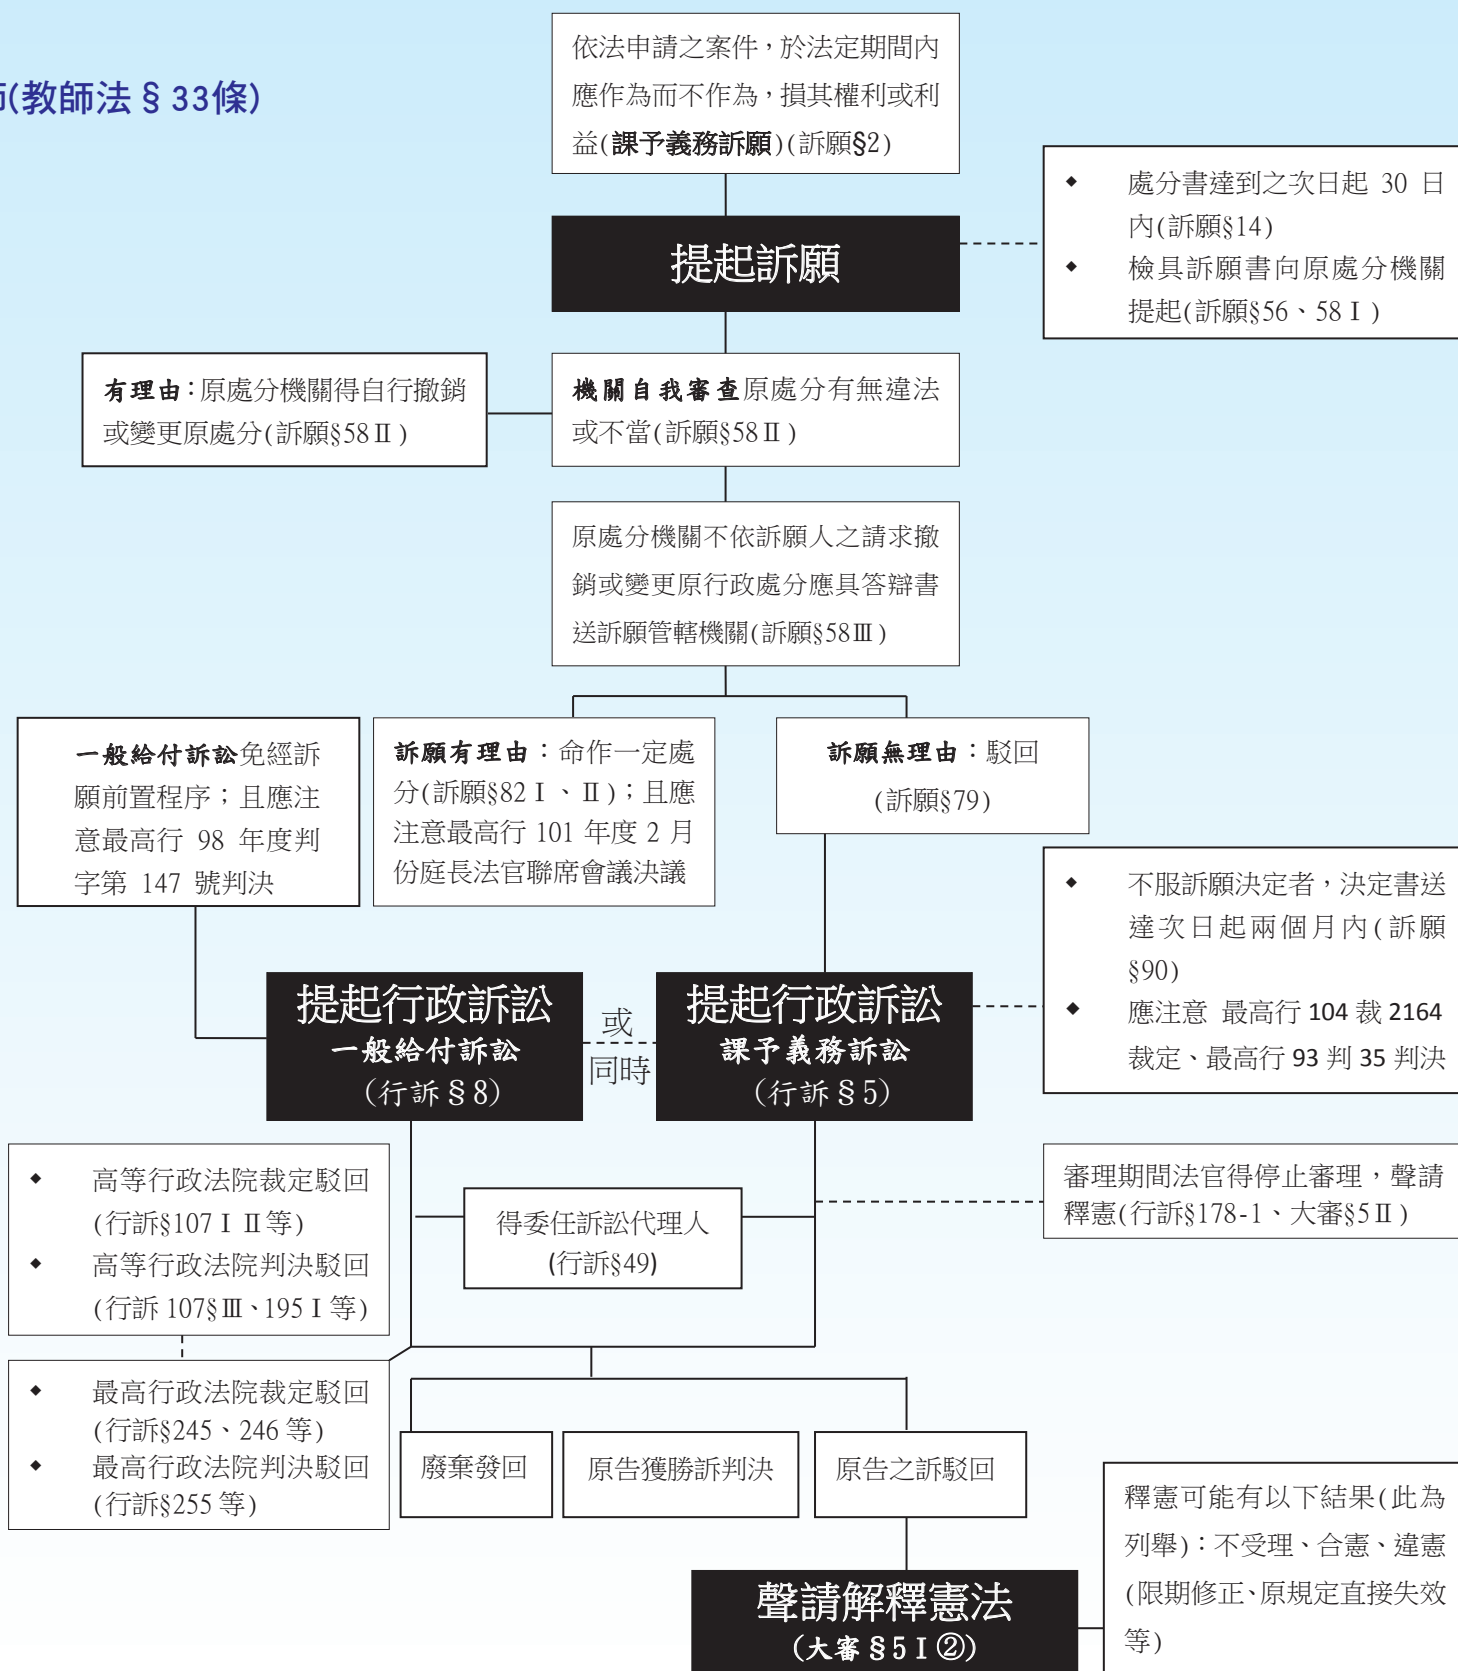 依法申請之案件，於法定期間內
應作為而不作為，損其權利或利
益(課予義務訴願)(訴願§2)
(教師法§33條)
◆ 處分書達到之次日起 30 日
內(訴願§14)
◆ 檢具訴願書向原處分機關
提起(訴願§56、58Ⅰ)
提起訴願
有理由：原處分機關得自行撤銷
或變更原處分(訴願§58Ⅱ)
機關自我審查原處分有無違法
或不當(訴願§58Ⅱ)
原處分機關不依訴願人之請求撤
銷或變更原行政處分應具答辯書
送訴願管轄機關(訴願§58Ⅲ)
一般給付訴訟免經訴
願前置程序；且應注
意最高行 98 年度判
字第 147 號判決
訴願有理由：命作一定處
分(訴願§82Ⅰ、Ⅱ)；且應
注意最高行 101 年度 2 月
份庭長法官聯席會議決議
訴願無理由：駁回
(訴願§79)
◆ 不服訴願決定者，決定書送
達次日起兩個月內(訴願
§90)
◆ 應注意 最高行 104 裁 2164
裁定、最高行 93 判 35 判決
提起行政訴訟
一般給付訴訟
(行訴§8)
或
同時
提起行政訴訟
課予義務訴訟
(行訴§5)
◆ 高等行政法院裁定駁回
(行訴§107ⅠⅡ等)
◆ 高等行政法院判決駁回
(行訴 107§Ⅲ、195Ⅰ等)
得委任訴訟代理人
(行訴§49)
審理期間法官得停止審理，聲請
釋憲(行訴§178-1、大審§5Ⅱ)
◆ 最高行政法院裁定駁回
(行訴§245、246 等)
◆ 最高行政法院判決駁回
(行訴§255 等)
廢棄發回
原告獲勝訴判決
原告之訴駁回
釋憲可能有以下結果(此為
列舉)：不受理、合憲、違憲
(限期修正、原規定直接失效
等)
聲請解釋憲法
(大審§5Ⅰ②)